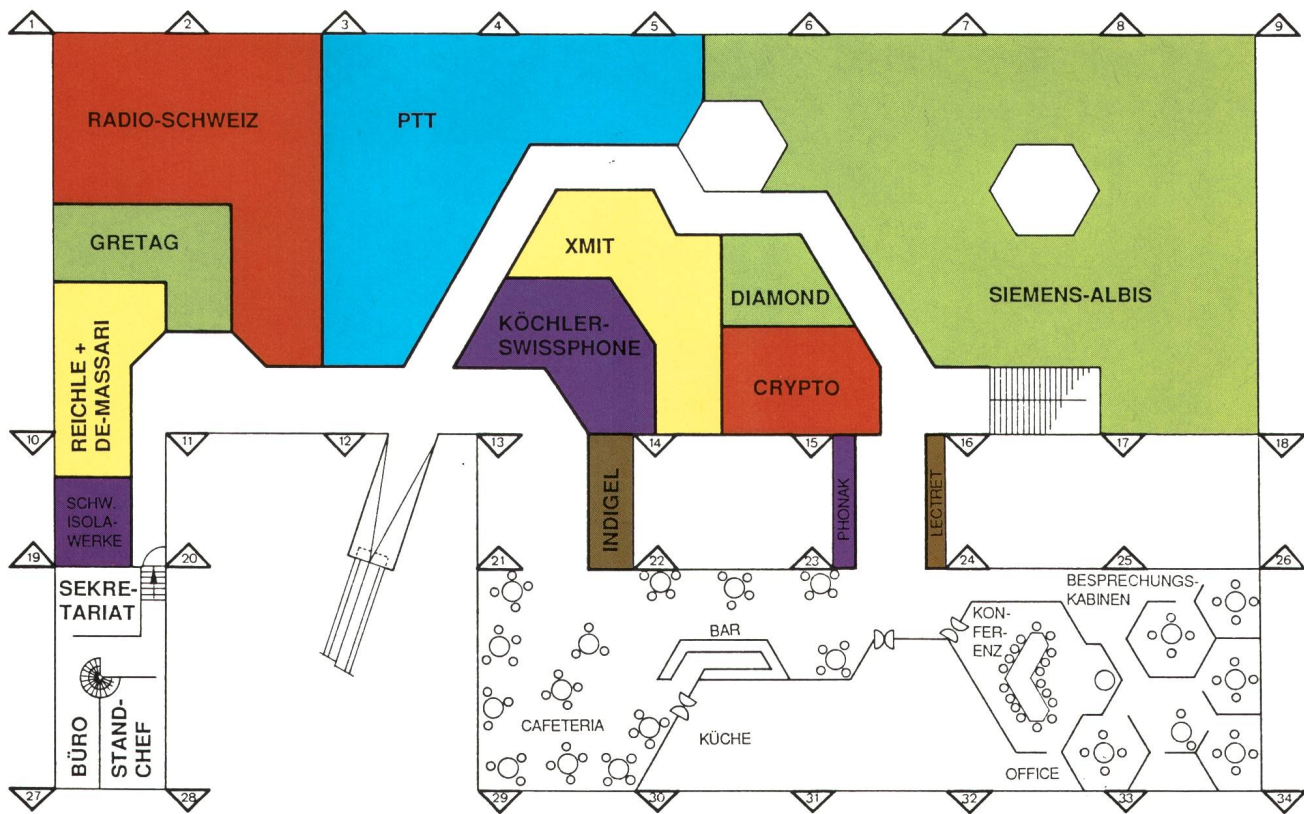 1 2 3 4 5 6 7 8 9
RADIO-SCHWEIZ
PTT
GRETAG
XMIT
DIAMOND
SIEMENS-ALBIS
KÖCHLER-
SWISSPHONE
REICHLE +
DE-MASSARI
CRYPTO
10 11 12 13 14 15 16 17 18
SCHW.
ISOLA-
WERKE
INDIGEL
PHONAK
LECTRET
19 20 21 22 23 24 25 26
SEKRE-
TARIAT
BESPRECHUNGS-
KABINEN
BAR
KON-
FER-
ENZ
BÜRO
STAND-
CHEF
CAFETERIA
KÜCHE
OFFICE
27 28 29 30 31 32 33 34